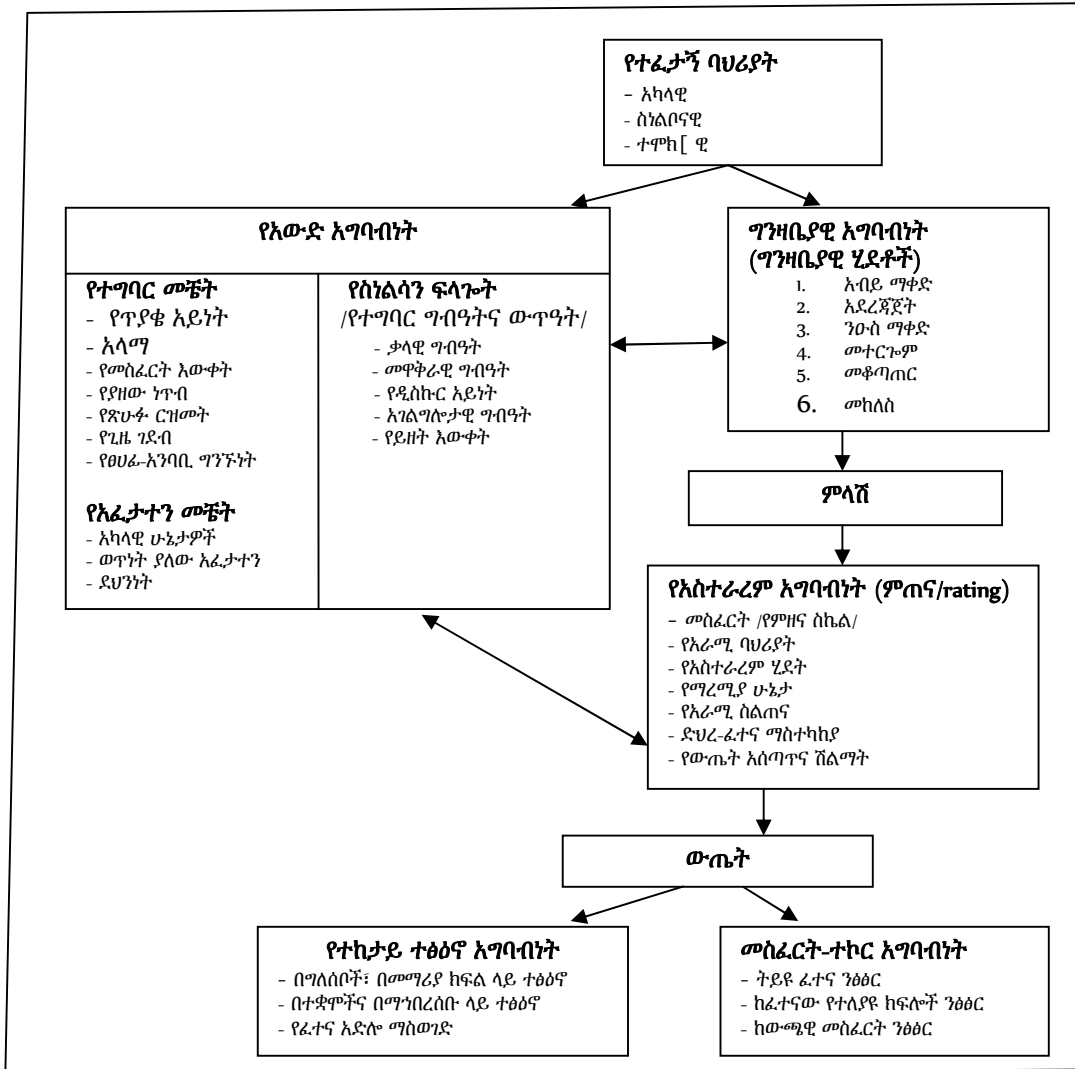 የተፈታኝ ባህሪያት
- አካላዊ
- ስነልቦናዊ
- ተሞክ[ ዊ
የአውድ አግባብነት
የተግባር መቼት
- የጥያቄ አይነት
- አላማ
- የመስፈርት እውቀት
- የያዘው ነጥብ
- የጽሁፉ ርዝመት
- የጊዜ ገደብ
- የፀሀፊ-አንባቢ ግንኙነት
የአፈታተን መቼት
- አካላዊ ሁኔታዎች
- ወጥነት ያለው አፈታተን
- ደህንነት
የስነልሳን ፍላጐት
/የተግባር ግብዓትና ውጥዓት/
- ቃላዊ ግብዓት
- መዋቅራዊ ግብዓት
- የዲስኩር አይነት
- አገልግሎታዊ ግብዓት
- የይዘት እውቀት
ግንዛቤያዊ አግባብነት
(ግንዛቤያዊ ሂደቶች)
1. አብይ ማቀድ
2. አደረጃጀት
3. ንዑስ ማቀድ
4. መተርጐም
5. መቆጣጠር
6. መከለስ
ምላሽ
የአስተራረም አግባብነት (ምጠና/rating)
- መስፈርት /የምዘና ስኬል/
- የአራሚ ባህሪያት
- የአስተራረም ሂደት
- የማረሚያ ሁኔታ
- የአራሚ ስልጠና
- ድህረ-ፈተና ማስተካከያ
- የውጤት አሰጣጥና ሽልማት
ውጤት
የተከታይ ተፅዕኖ አግባብነት
- በግለሰቦች፣ በመማሪያ ክፍል ላይ ተፅዕኖ
- በተቋሞችና በማኀበረሰቡ ላይ ተፅዕኖ
- የፈተና አድሎ ማስወገድ
መስፈርት-ተኮር አግባብነት
- ትይዩ ፈተና ንፅፅር
- ከፈተናው የተለያዩ ክፍሎች ንፅፅር
- ከውጫዊ መስፈርት ንፅፅር